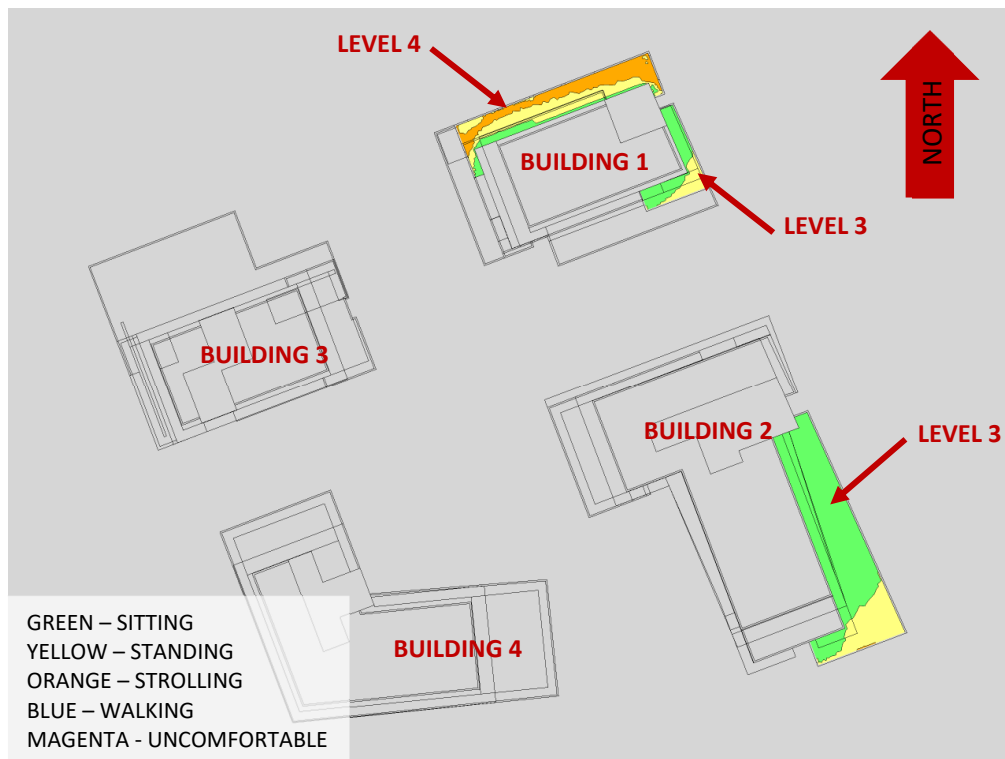 LEVEL 4
NORTH
BUILDING 1
LEVEL 3
BUILDING 3
BUILDING 2
LEVEL 3
BUILDING 4
GREEN – SITTING
YELLOW – STANDING
ORANGE – STROLLING
BLUE – WALKING
MAGENTA - UNCOMFORTABLE